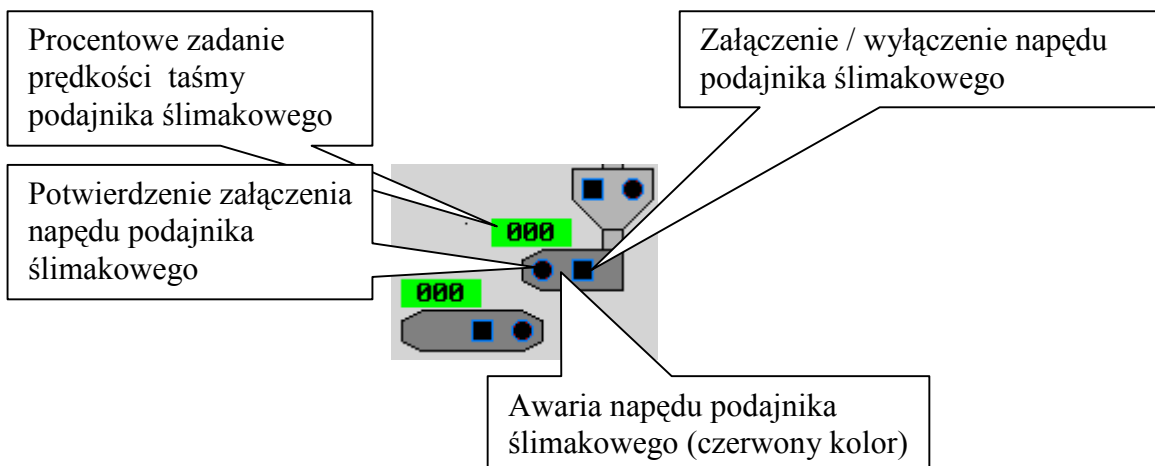 Procentowe zadanie
prędkości taśmy
podajnika ślimakowego
Załączenie / wyłączenie napędu
podajnika ślimakowego
Potwierdzenie załączenia
napędu podajnika
ślimakowego
000
000
Awaria napędu podajnika
ślimakowego (czerwony kolor)